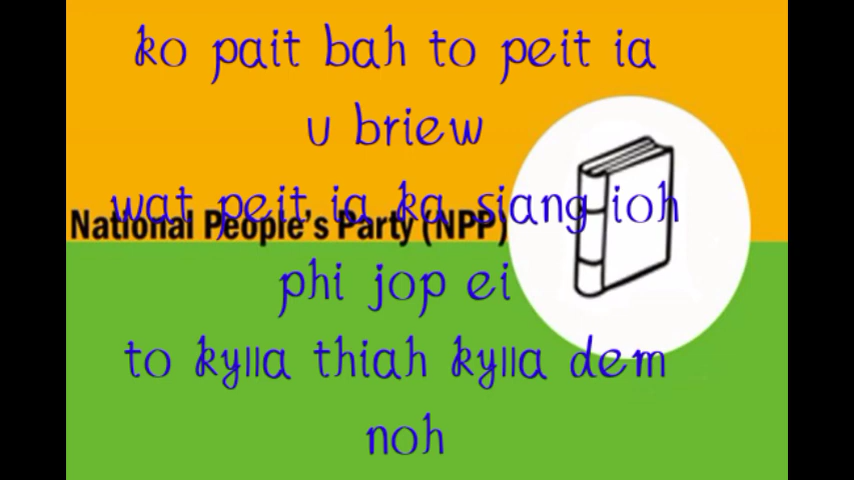 ko pait bah to peit ia
u briew
wat peit ia ka siang ioh
National People's Party (NPP)
phi jop ei
to kylla thiah kylla dem
noh